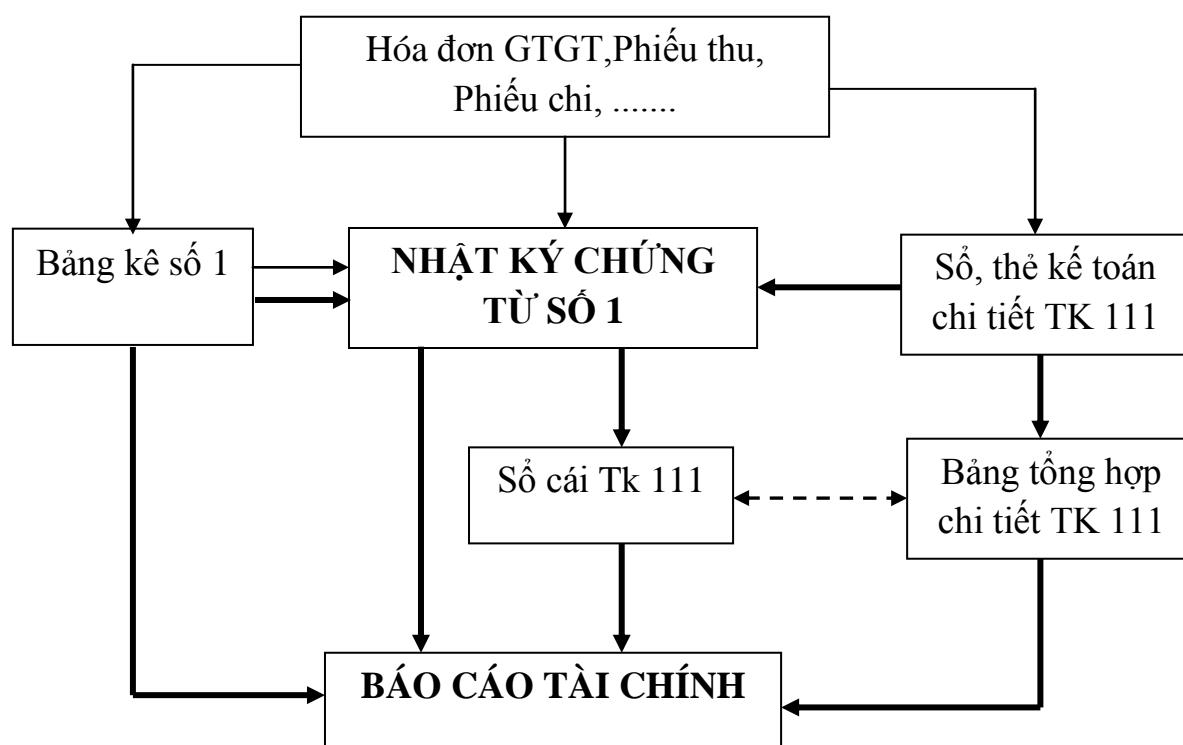 Hóa đơn GTGT,Phiếu thu,
Phiếu chi, .......
Bảng kê số 1
NHẬT KÝ CHỨNG
TỪ SỐ 1
Sổ, thẻ kế toán
chi tiết TK 111
Sổ cái Tk 111
Bảng tổng hợp
chi tiết TK 111
BÁO CÁO TÀI CHÍNH